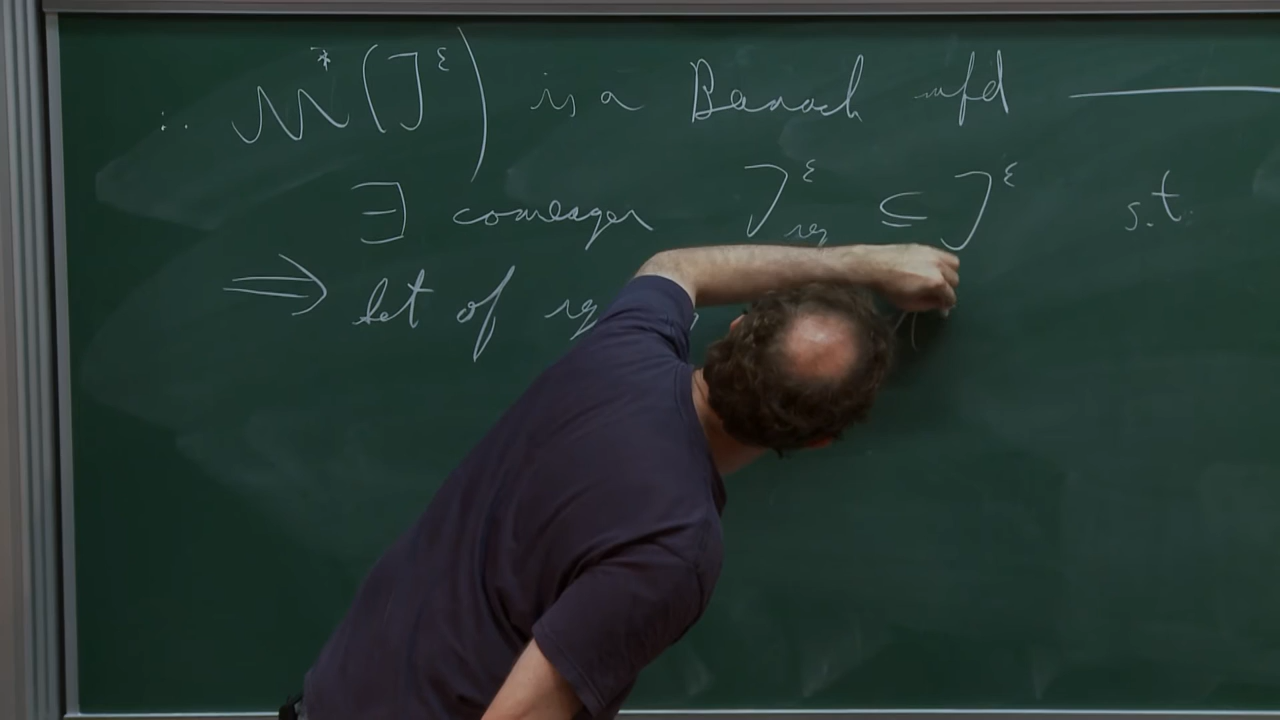 ∴ M*(J^ε) is a Banach mfd
∃ comeager J^ε_reg ⊆ J^ε s.t.
⇒ set of reg